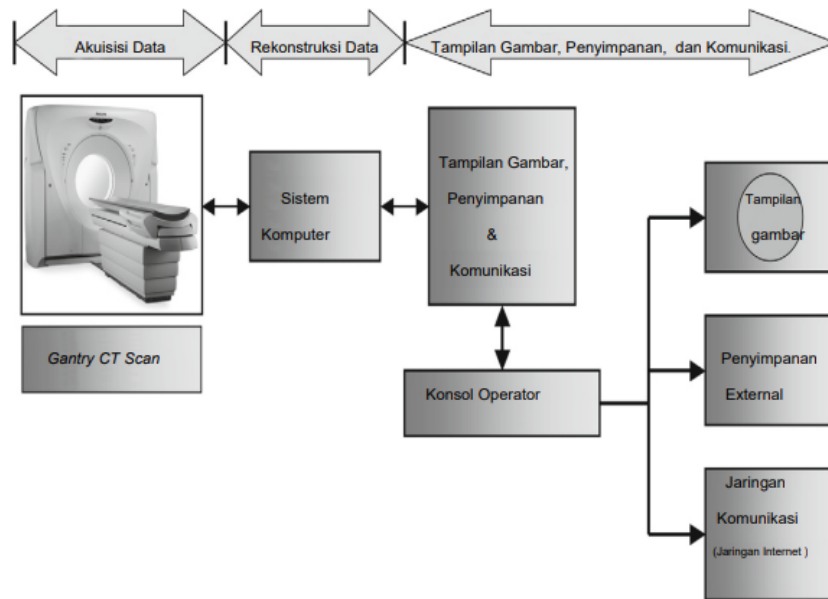 Akuisisi Data
Rekonstruksi Data
Tampilan Gambar, Penyimpanan, dan Komunikasi.
Sistem
Komputer
Tampilan Gambar,
Penyimpanan
&
Komunikasi
Gantry CT Scan
Konsol Operator
Tampilan
gambar
Penyimpanan
External
Jaringan
Komunikasi
(Jaringan Internet )